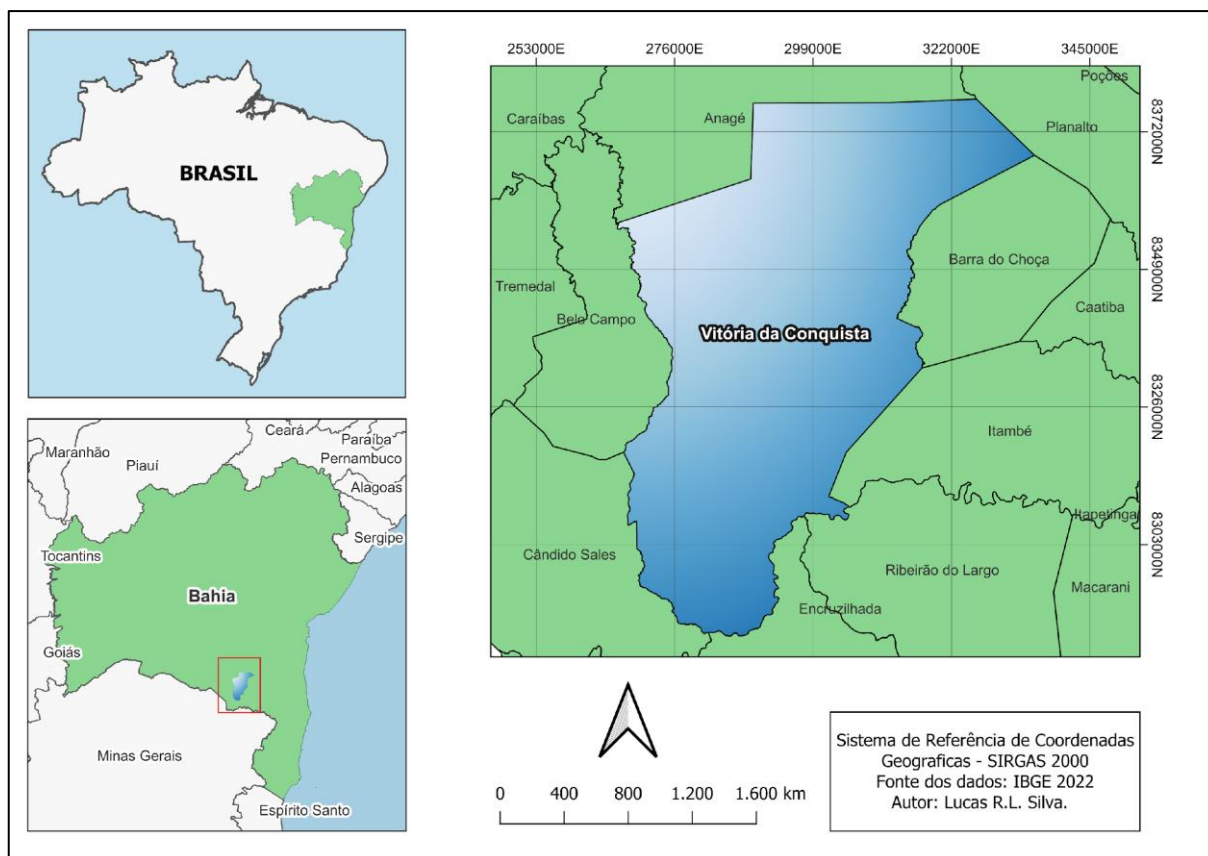 BRASIL
Maranhão
Piauí
Ceará
Paraíba
Pernambuco
Alagoas
Sergipe
Tocantins
Bahia
Goiás
Minas Gerais
Espírito Santo
253000E 276000E 299000E 322000E 345000E
Poções
Caraíbas
Anagé
Planalto
8372000N
Barra do Choça
8349000N
Tremedal
Caatiba
Belo Campo
Vitória da Conquista
8326000N
Itambé
Itapetinga
Cândido Sales
8303000N
Ribeirão do Largo
Macarani
Encruzilhada
0 400 800 1.200 1.600 km
Sistema de Referência de Coordenadas
Geograficas - SIRGAS 2000
Fonte dos dados: IBGE 2022
Autor: Lucas R.L. Silva.